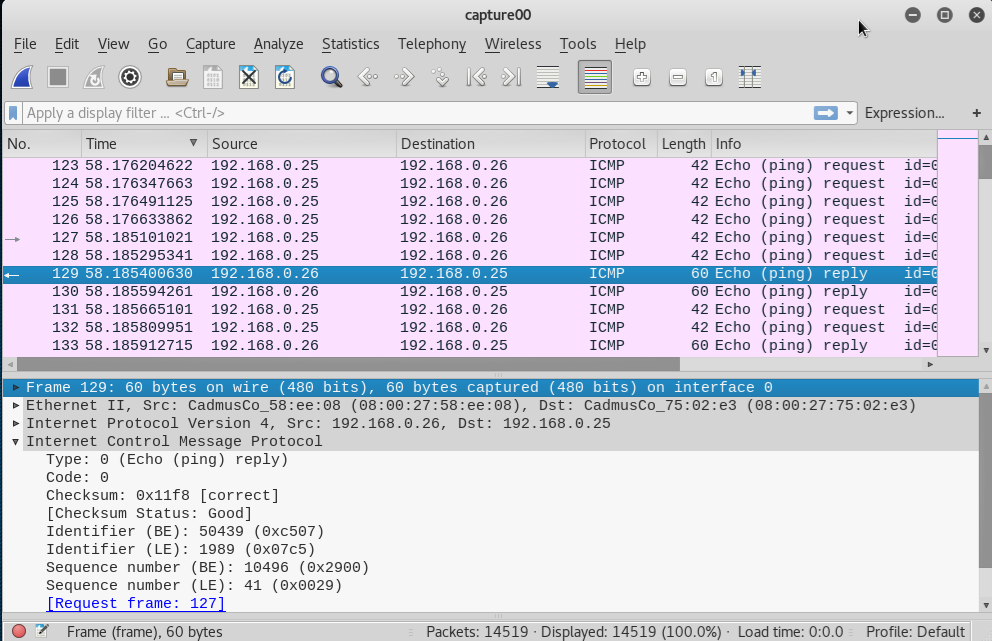 capture00
File Edit View Go Capture Analyze Statistics Telephony Wireless Tools Help
Apply a display filter ... <Ctrl-/> Expression... +
No. Time Source Destination Protocol Length Info
123 58.176204622 192.168.0.25 192.168.0.26 ICMP 42 Echo (ping) request id=0
124 58.176347663 192.168.0.25 192.168.0.26 ICMP 42 Echo (ping) request id=0
125 58.176491125 192.168.0.25 192.168.0.26 ICMP 42 Echo (ping) request id=0
126 58.176633862 192.168.0.25 192.168.0.26 ICMP 42 Echo (ping) request id=0
127 58.185101021 192.168.0.25 192.168.0.26 ICMP 42 Echo (ping) request id=0
128 58.185295341 192.168.0.25 192.168.0.26 ICMP 42 Echo (ping) request id=0
129 58.185400630 192.168.0.26 192.168.0.25 ICMP 60 Echo (ping) reply id=0
130 58.185594261 192.168.0.26 192.168.0.25 ICMP 60 Echo (ping) reply id=0
131 58.185665101 192.168.0.25 192.168.0.26 ICMP 42 Echo (ping) request id=0
132 58.185809951 192.168.0.25 192.168.0.26 ICMP 42 Echo (ping) request id=0
133 58.185912715 192.168.0.26 192.168.0.25 ICMP 60 Echo (ping) reply id=0
Frame 129: 60 bytes on wire (480 bits), 60 bytes captured (480 bits) on interface 0
Ethernet II, Src: CadmusCo_58:ee:08 (08:00:27:58:ee:08), Dst: CadmusCo_75:02:e3 (08:00:27:75:02:e3)
Internet Protocol Version 4, Src: 192.168.0.26, Dst: 192.168.0.25
Internet Control Message Protocol
Type: 0 (Echo (ping) reply)
Code: 0
Checksum: 0x11f8 [correct]
[Checksum Status: Good]
Identifier (BE): 50439 (0xc507)
Identifier (LE): 1989 (0x07c5)
Sequence number (BE): 10496 (0x2900)
Sequence number (LE): 41 (0x0029)
[Request frame: 127]
Frame (frame), 60 bytes Packets: 14519 · Displayed: 14519 (100.0%) · Load time: 0:0.0 Profile: Default